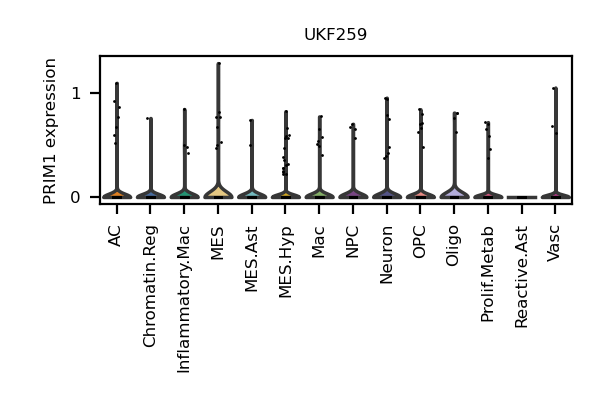 UKF259
PRIM1 expression
1
0
AC
Chromatin.Reg
Inflammatory.Mac
MES
MES.Ast
MES.Hyp
Mac
NPC
Neuron
OPC
Oligo
Prolif.Metab
Reactive.Ast
Vasc